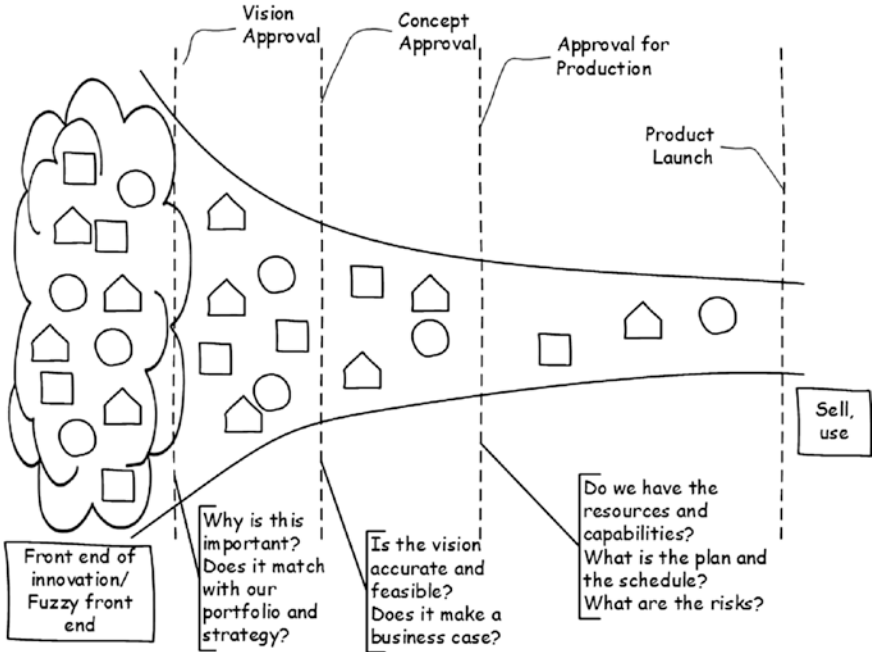 Vision
Approval
Concept
Approval
Approval for
Production
Product
Launch
Sell,
use
Front end of
innovation/
Fuzzy front
end
Why is this
important?
Does it match
with our
portfolio and
strategy?
Is the vision
accurate and
feasible?
Does it make a
business case?
Do we have the
resources and
capabilities?
What is the plan and
the schedule?
What are the risks?